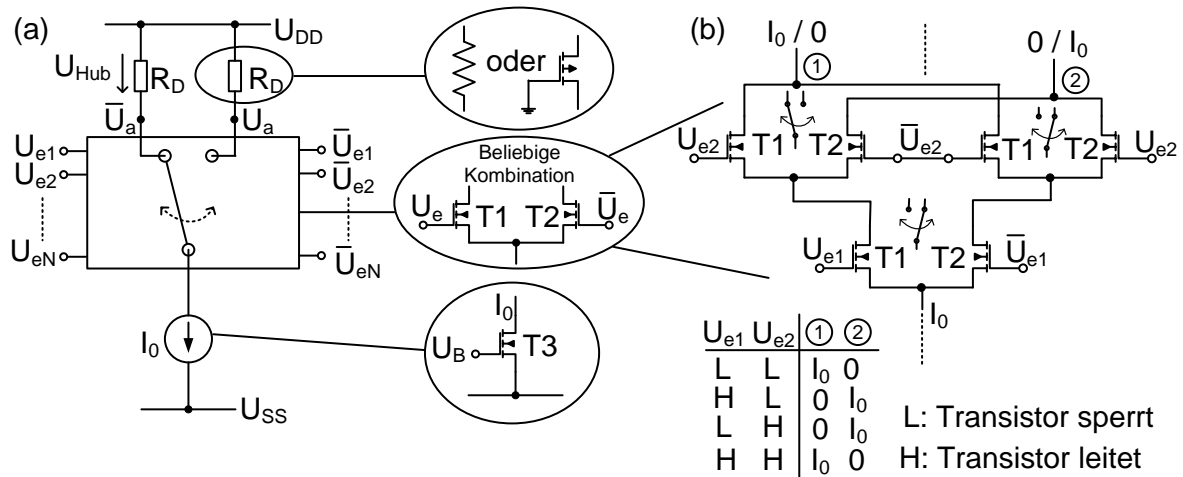 (a)
U_DD
U_Hub
R_D
R_D
oder
Ū_a
U_a
U_e1
U_e2
U_eN
Ū_e1
Ū_e2
Ū_eN
Beliebige
Kombination
U_e
T1
T2
Ū_e
I_0
U_SS
I_0
U_B
T3
(b)
I_0 / 0
0 / I_0
①
②
U_e2
T1
T2
Ū_e2
T1
T2
U_e2
U_e1
T1
T2
Ū_e1
I_0
U_e1 U_e2 ① ②
L L I_0 0
H L 0 I_0
L H 0 I_0
H H I_0 0
L: Transistor sperrt
H: Transistor leitet